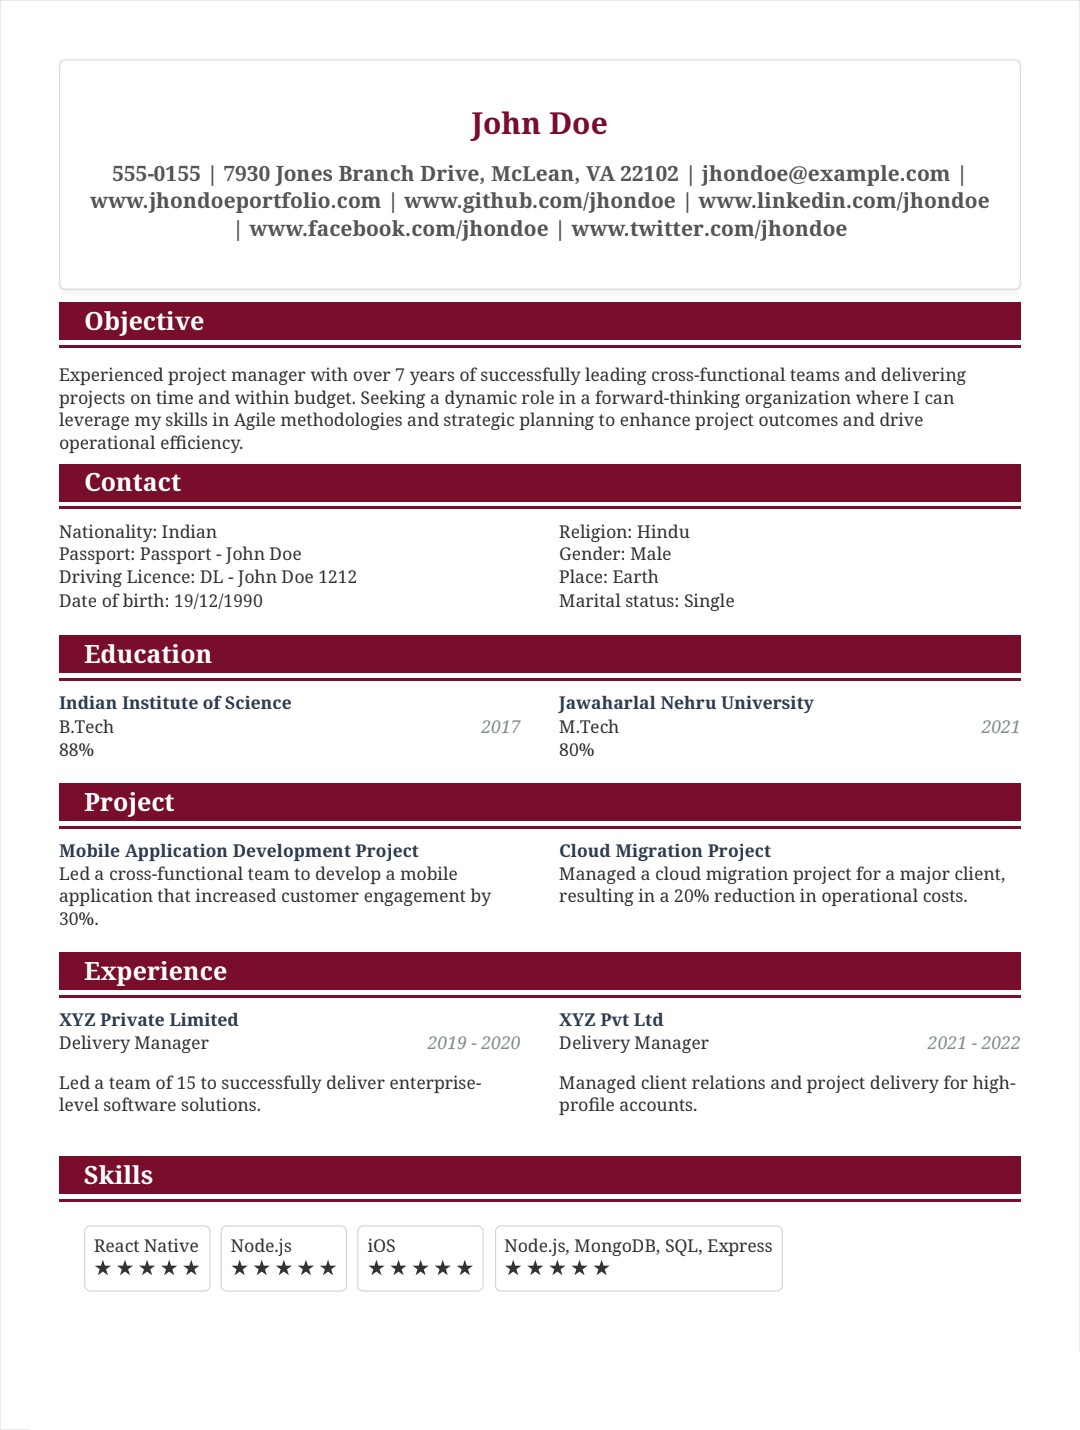 John Doe
555-0155 | 7930 Jones Branch Drive, McLean, VA 22102 | jhondoe@example.com |
www.jhondoeportfolio.com | www.github.com/jhondoe | www.linkedin.com/jhondoe
| www.facebook.com/jhondoe | www.twitter.com/jhondoe
Objective
Experienced project manager with over 7 years of successfully leading cross-functional teams and delivering
projects on time and within budget. Seeking a dynamic role in a forward-thinking organization where I can
leverage my skills in Agile methodologies and strategic planning to enhance project outcomes and drive
operational efficiency.
Contact
Nationality: Indian
Passport: Passport - John Doe
Driving Licence: DL - John Doe 1212
Date of birth: 19/12/1990
Religion: Hindu
Gender: Male
Place: Earth
Marital status: Single
Education
Indian Institute of Science
B.Tech 2017
88%
Jawaharlal Nehru University
M.Tech 2021
80%
Project
Mobile Application Development Project
Led a cross-functional team to develop a mobile
application that increased customer engagement by
30%.
Cloud Migration Project
Managed a cloud migration project for a major client,
resulting in a 20% reduction in operational costs.
Experience
XYZ Private Limited
Delivery Manager 2019 - 2020
Led a team of 15 to successfully deliver enterprise-
level software solutions.
XYZ Pvt Ltd
Delivery Manager 2021 - 2022
Managed client relations and project delivery for high-
profile accounts.
Skills
React Native
★ ★ ★ ★ ★
Node.js
★ ★ ★ ★ ★
iOS
★ ★ ★ ★ ★
Node.js, MongoDB, SQL, Express
★ ★ ★ ★ ★